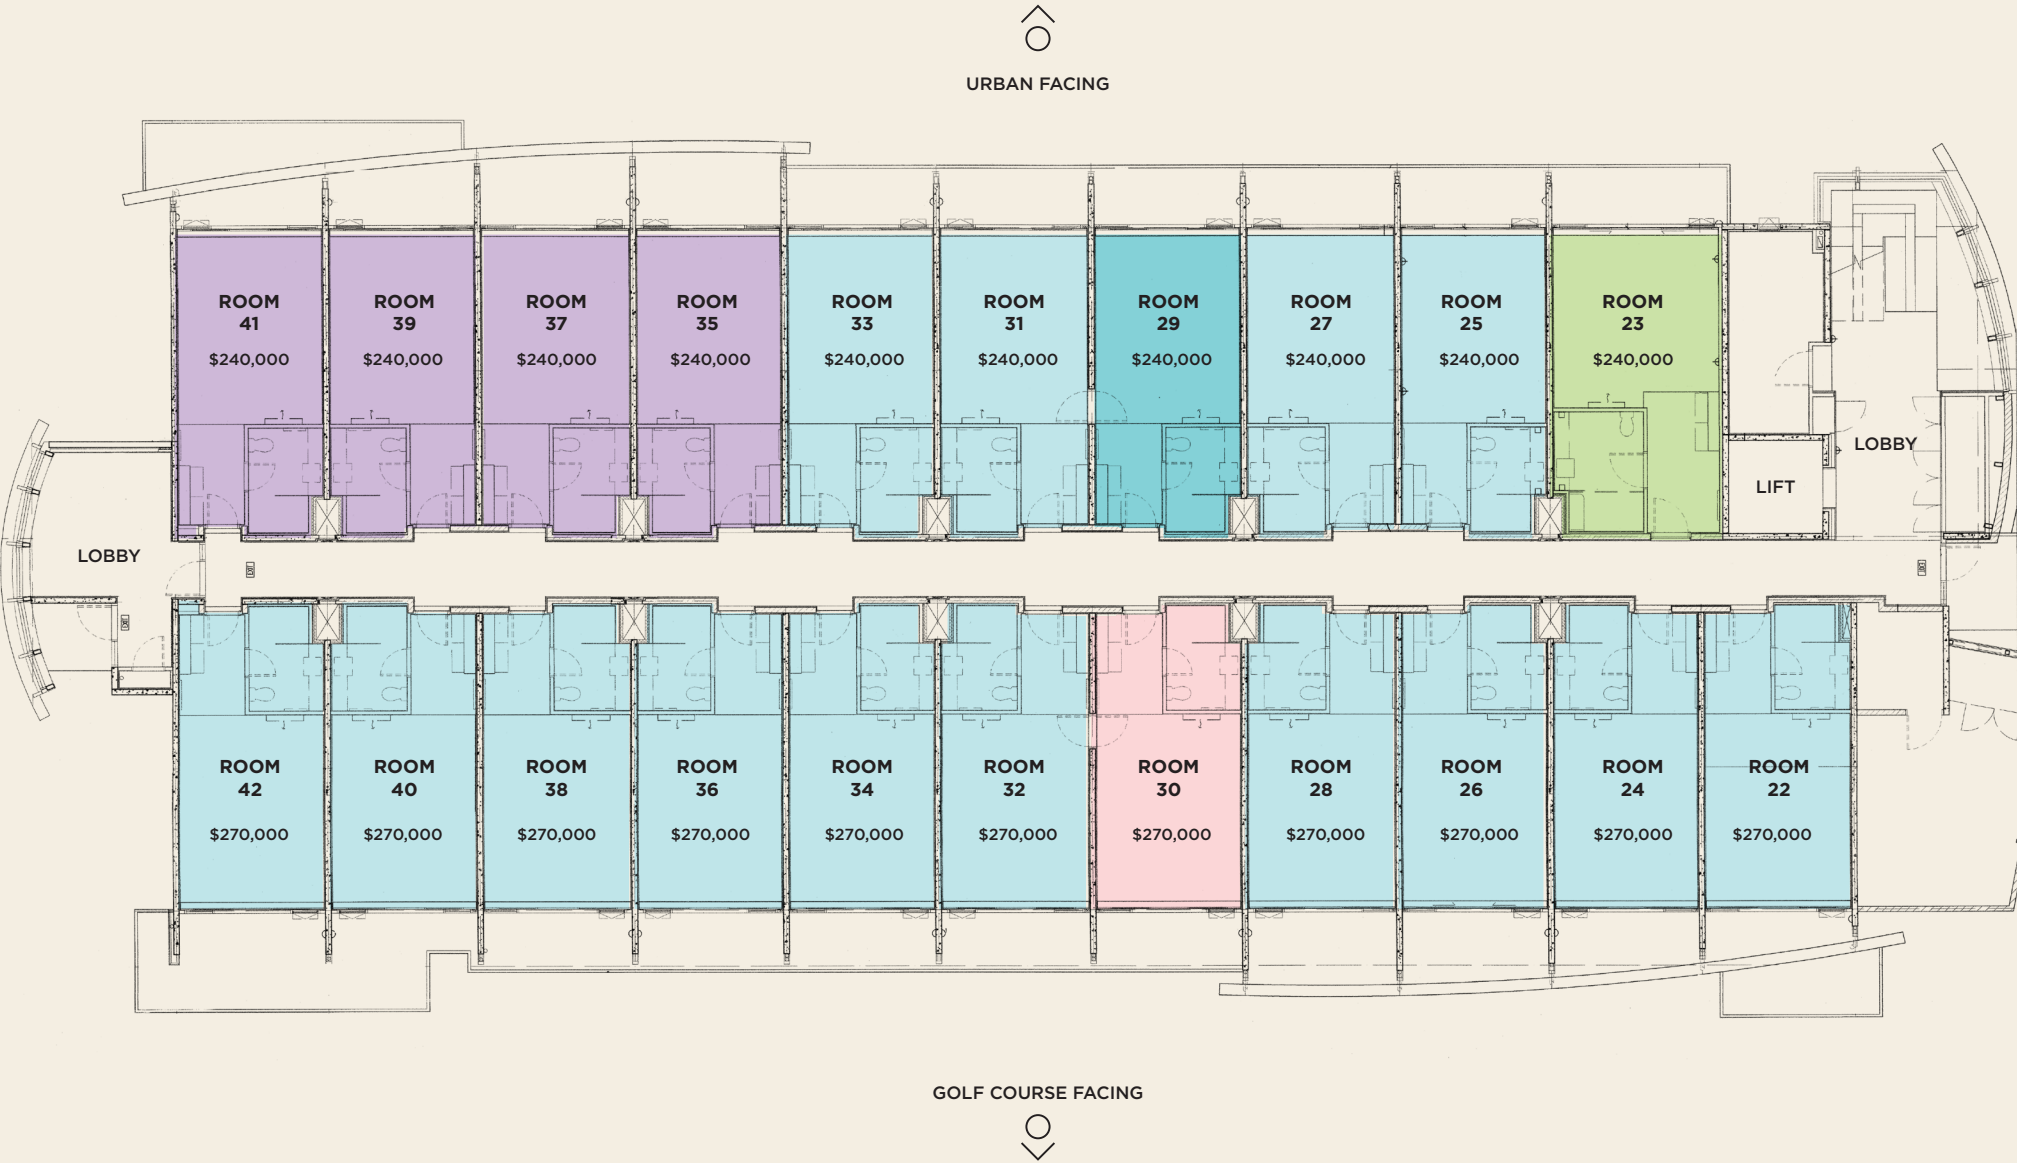 URBAN FACING
ROOM
41
$240,000
ROOM
39
$240,000
ROOM
37
$240,000
ROOM
35
$240,000
ROOM
33
$240,000
ROOM
31
$240,000
ROOM
29
$240,000
ROOM
27
$240,000
ROOM
25
$240,000
ROOM
23
$240,000
LOBBY
LIFT
LOBBY
ROOM
42
$270,000
ROOM
40
$270,000
ROOM
38
$270,000
ROOM
36
$270,000
ROOM
34
$270,000
ROOM
32
$270,000
ROOM
30
$270,000
ROOM
28
$270,000
ROOM
26
$270,000
ROOM
24
$270,000
ROOM
22
$270,000
GOLF COURSE FACING